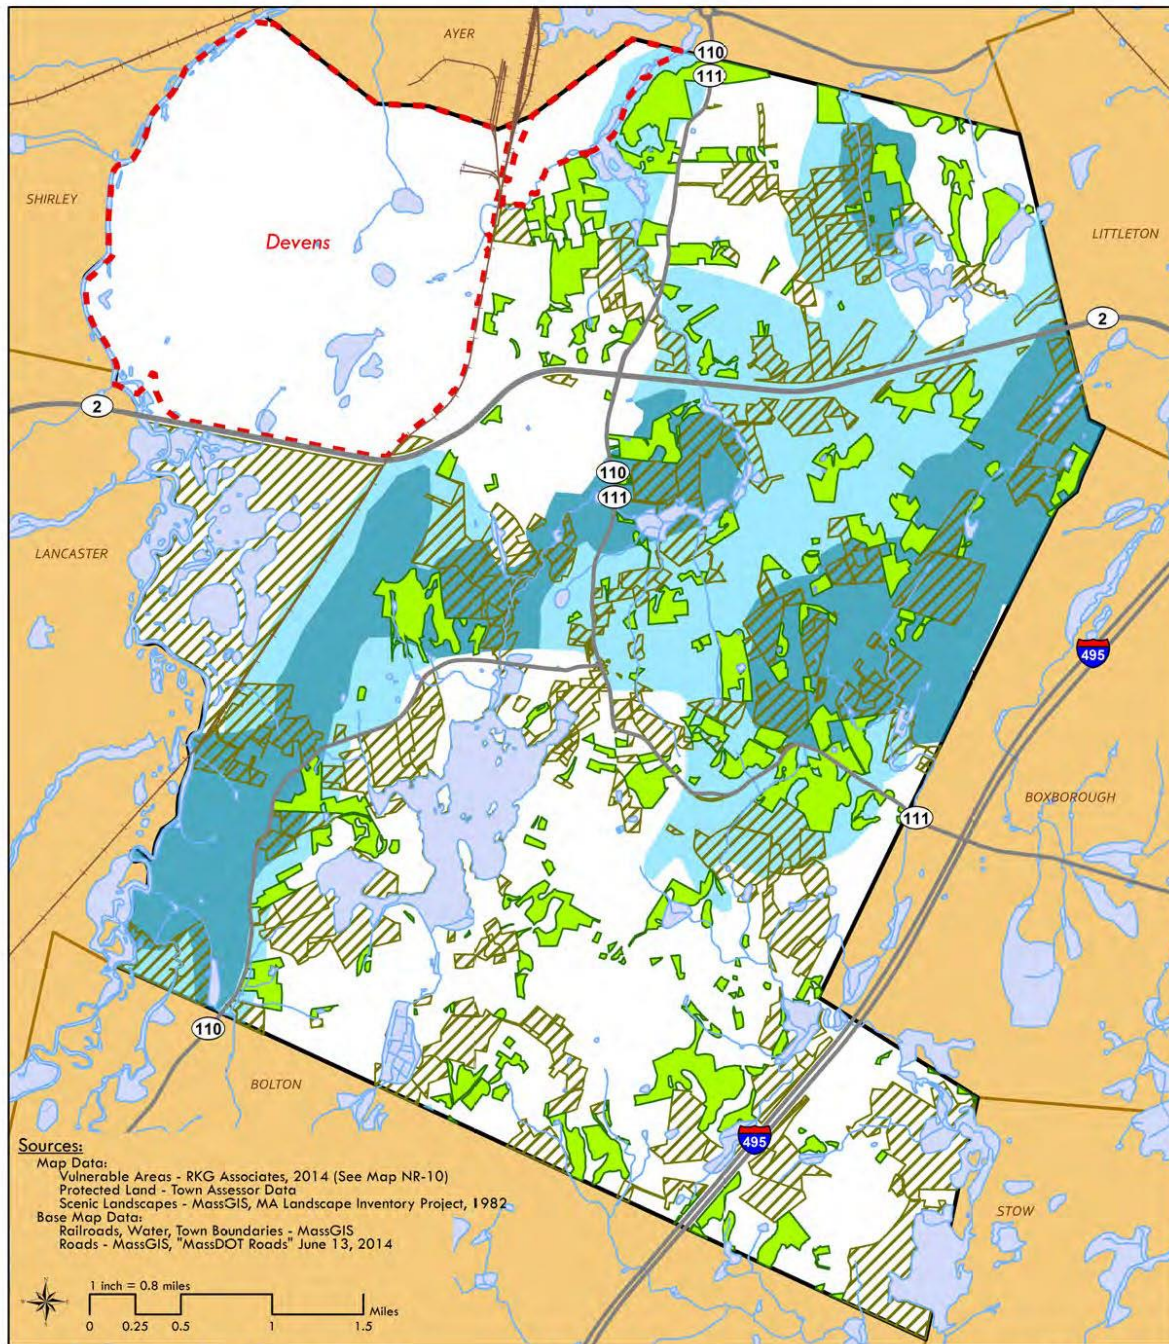 AYER
110
111
SHIRLEY
Devens
LITTLETON
2
2
110
111
LANCASTER
495
BOXBOROUGH
111
110
BOLTON
495
STOW
Sources:
Map Data:
Vulnerable Areas - RKG Associates, 2014 (See Map NR-10)
Protected Land - Town Assessor Data
Scenic Landscapes - MassGIS, MA Landscape Inventory Project, 1982
Base Map Data:
Railroads, Water, Town Boundaries - MassGIS
Roads - MassGIS, "MassDOT Roads" June 13, 2014
1 inch = 0.8 miles
Miles
0 0.25 0.5 1 1.5